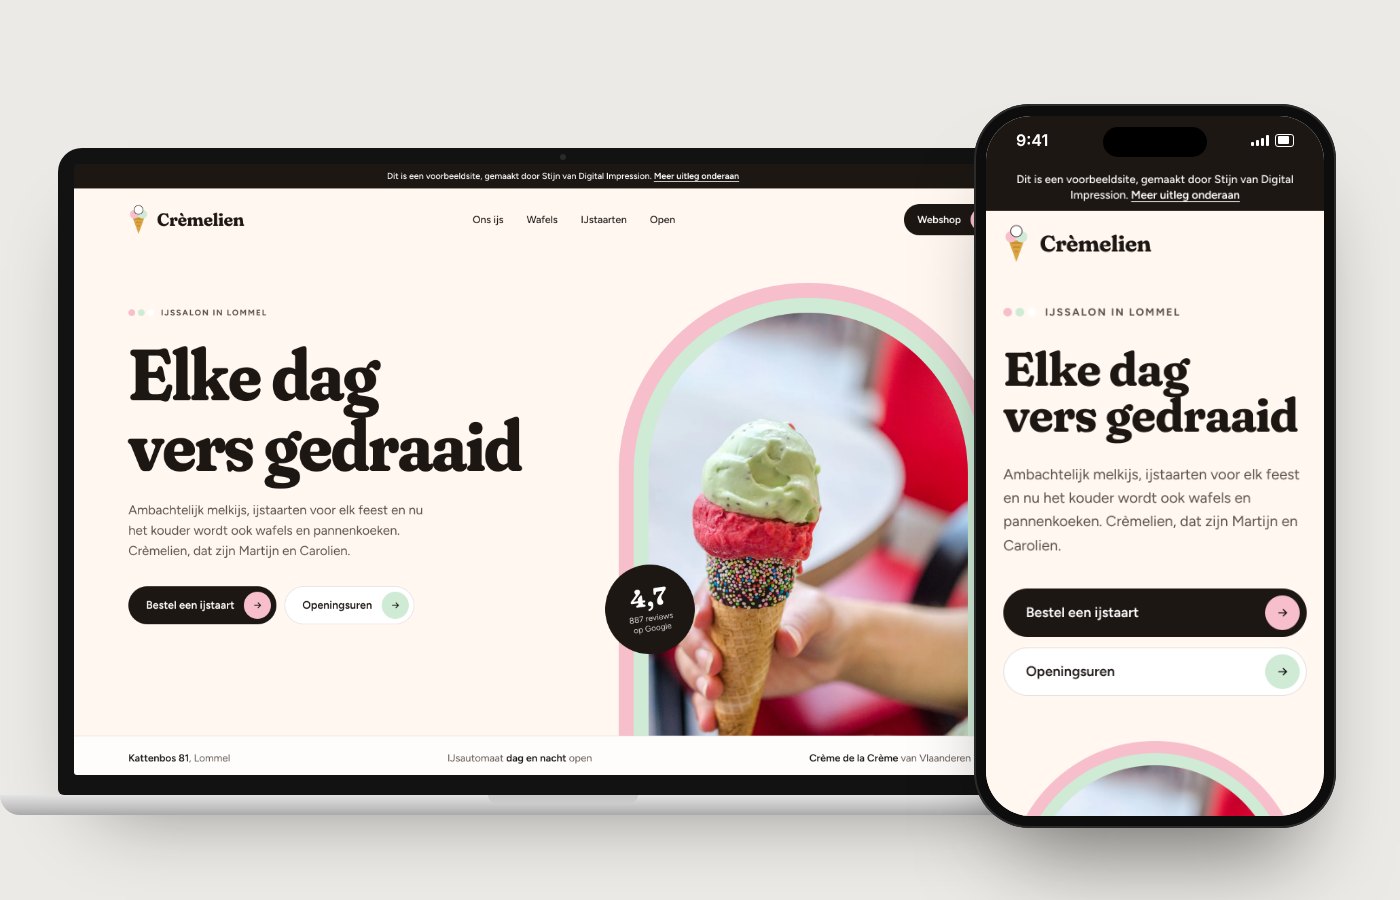 Dit is een voorbeeldsite, gemaakt door Stijn van Digital Impression. Meer uitleg onderaan
Crèmelien
Ons ijs
Wafels
IJstaarten
Open
Webshop
IJSSALON IN LOMMEL
Elke dag
vers gedraaid
Ambachtelijk melkijs, ijstaarten voor elk feest en nu
het kouder wordt ook wafels en pannenkoeken.
Crèmelien, dat zijn Martijn en Carolien.
Bestel een ijstaart
Openingsuren
4,7
887 reviews
op Google
Kattenbos 81, Lommel
IJsautomaat dag en nacht open
Crème de la Crème van Vlaanderen
9:41
Dit is een voorbeeldsite, gemaakt door Stijn van Digital
Impression. Meer uitleg onderaan
Crèmelien
IJSSALON IN LOMMEL
Elke dag
vers gedraaid
Ambachtelijk melkijs, ijstaarten voor elk feest
en nu het kouder wordt ook wafels en
pannenkoeken. Crèmelien, dat zijn Martijn en
Carolien.
Bestel een ijstaart
Openingsuren